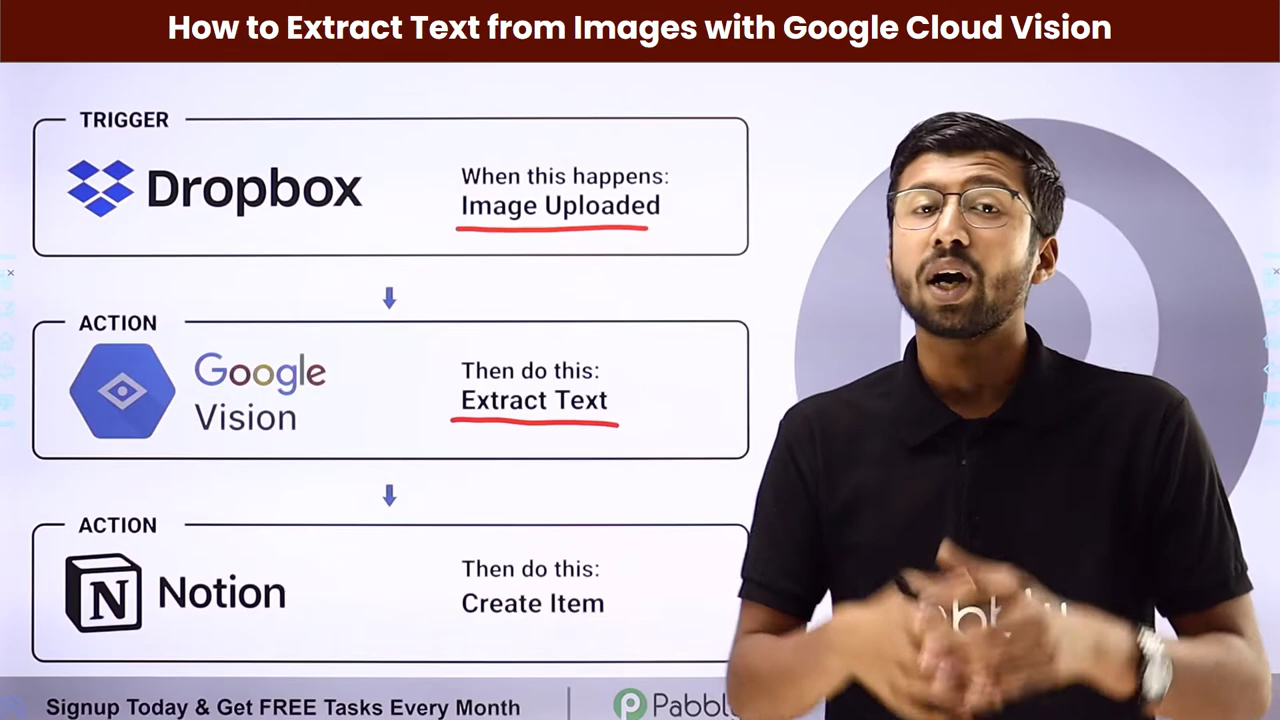 How to Extract Text from Images with Google Cloud Vision
TRIGGER
Dropbox
When this happens:
Image Uploaded
ACTION
Google
Vision
Then do this:
Extract Text
ACTION
N
Notion
Then do this:
Create Item
Signup Today & Get FREE Tasks Every Month